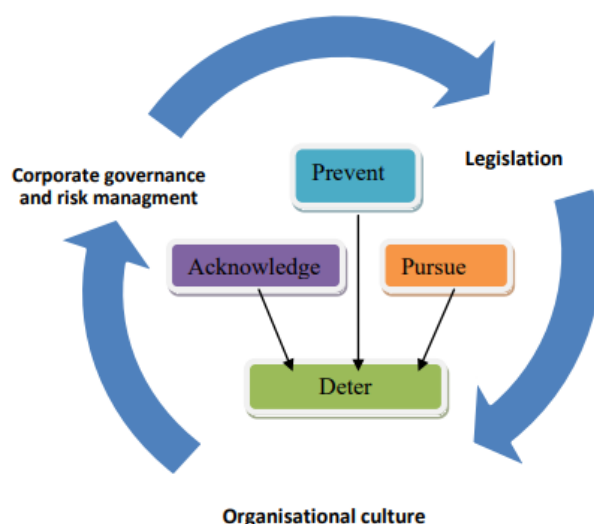 Prevent
Legislation
Corporate governance
and risk managment
Acknowledge
Pursue
Deter
Organisational culture